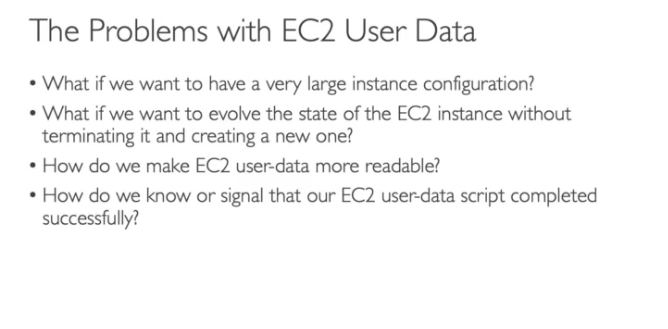 The Problems with EC2 User Data
• What if we want to have a very large instance configuration?
• What if we want to evolve the state of the EC2 instance without
terminating it and creating a new one?
• How do we make EC2 user-data more readable?
• How do we know or signal that our EC2 user-data script completed
successfully?